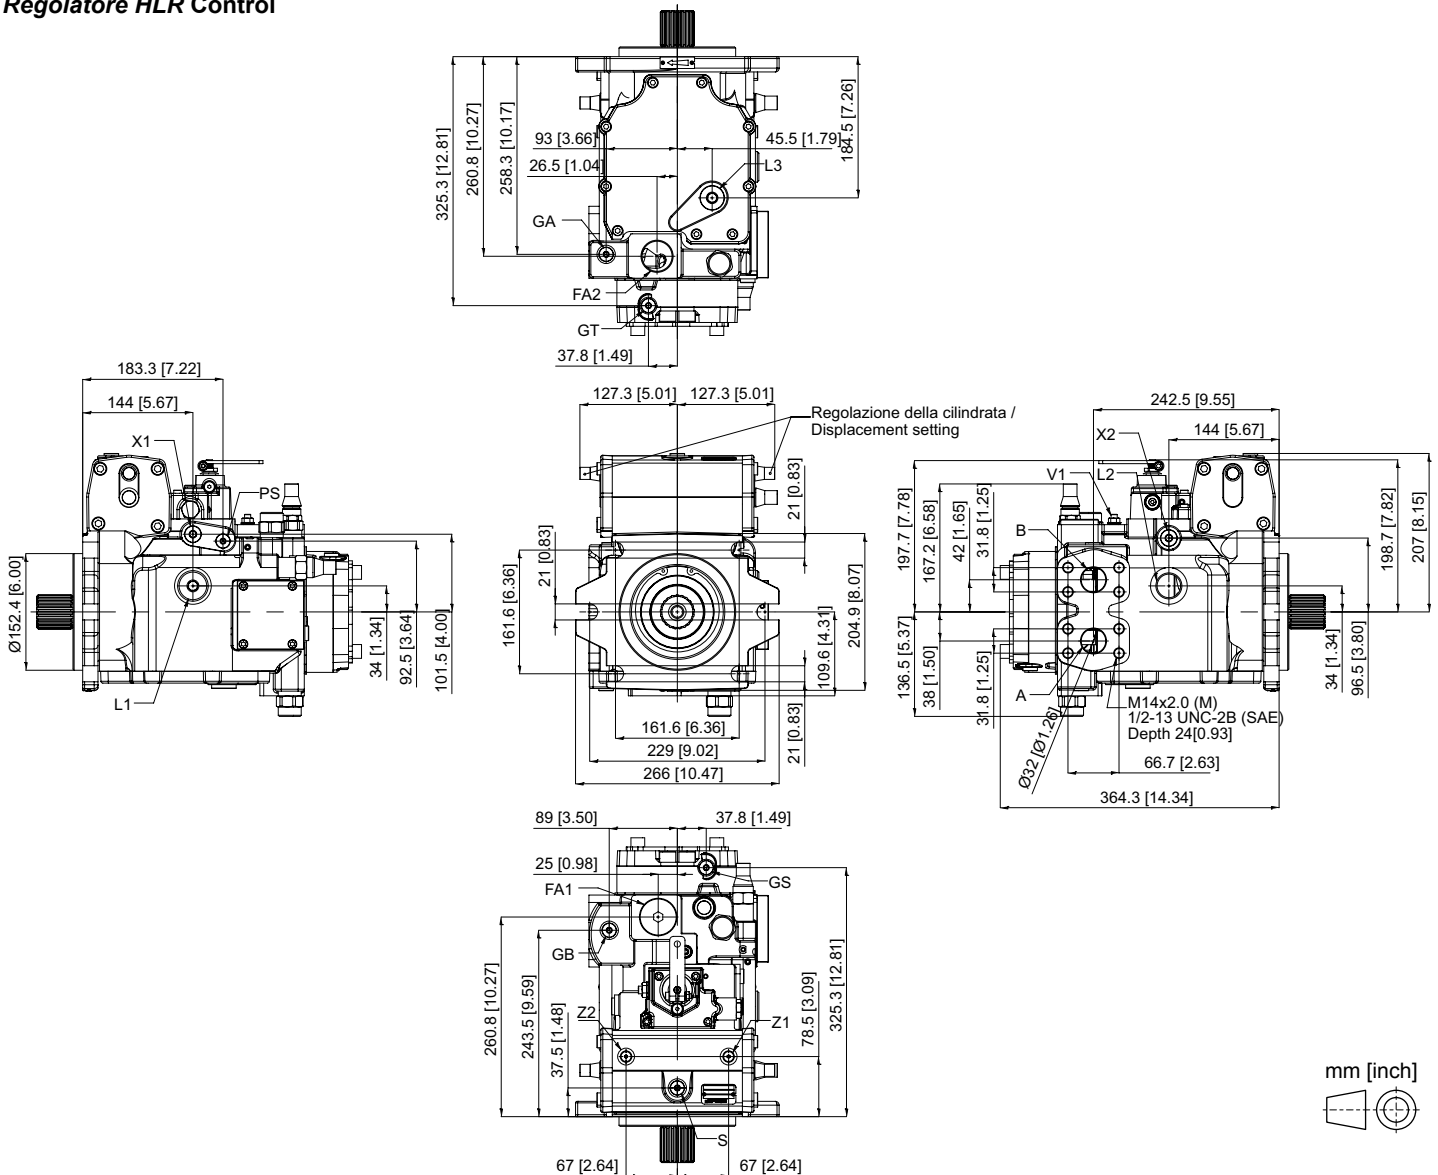 Regolatore HLR Control
325.3 [12.81]
260.8 [10.27]
258.3 [10.17]
93 [3.66]
26.5 [1.04]
45.5 [1.79]
184.5 [7.26]
L3
GA
FA2
GT
37.8 [1.49]
183.3 [7.22]
144 [5.67]
X1
PS
Ø152.4 [6.00]
L1
34 [1.34]
92.5 [3.64]
101.5 [4.00]
127.3 [5.01]
127.3 [5.01]
Regolazione della cilindrata /
Displacement setting
21 [0.83]
21 [0.83]
161.6 [6.36]
204.9 [8.07]
109.6 [4.31]
21 [0.83]
161.6 [6.36]
229 [9.02]
266 [10.47]
242.5 [9.55]
144 [5.67]
X2
V1
L2
B
A
197.7 [7.78]
167.2 [6.58]
42 [1.65]
31.8 [1.25]
198.7 [7.82]
207 [8.15]
136.5 [5.37]
38 [1.50]
31.8 [1.25]
34 [1.34]
96.5 [3.80]
M14x2.0 (M)
1/2-13 UNC-2B (SAE)
Depth 24[0.93]
Ø32 [Ø1.26]
66.7 [2.63]
364.3 [14.34]
89 [3.50]
37.8 [1.49]
25 [0.98]
FA1
GS
GB
260.8 [10.27]
243.5 [9.59]
37.5 [1.48]
Z2
Z1
78.5 [3.09]
325.3 [12.81]
S
67 [2.64]
67 [2.64]
mm [inch]